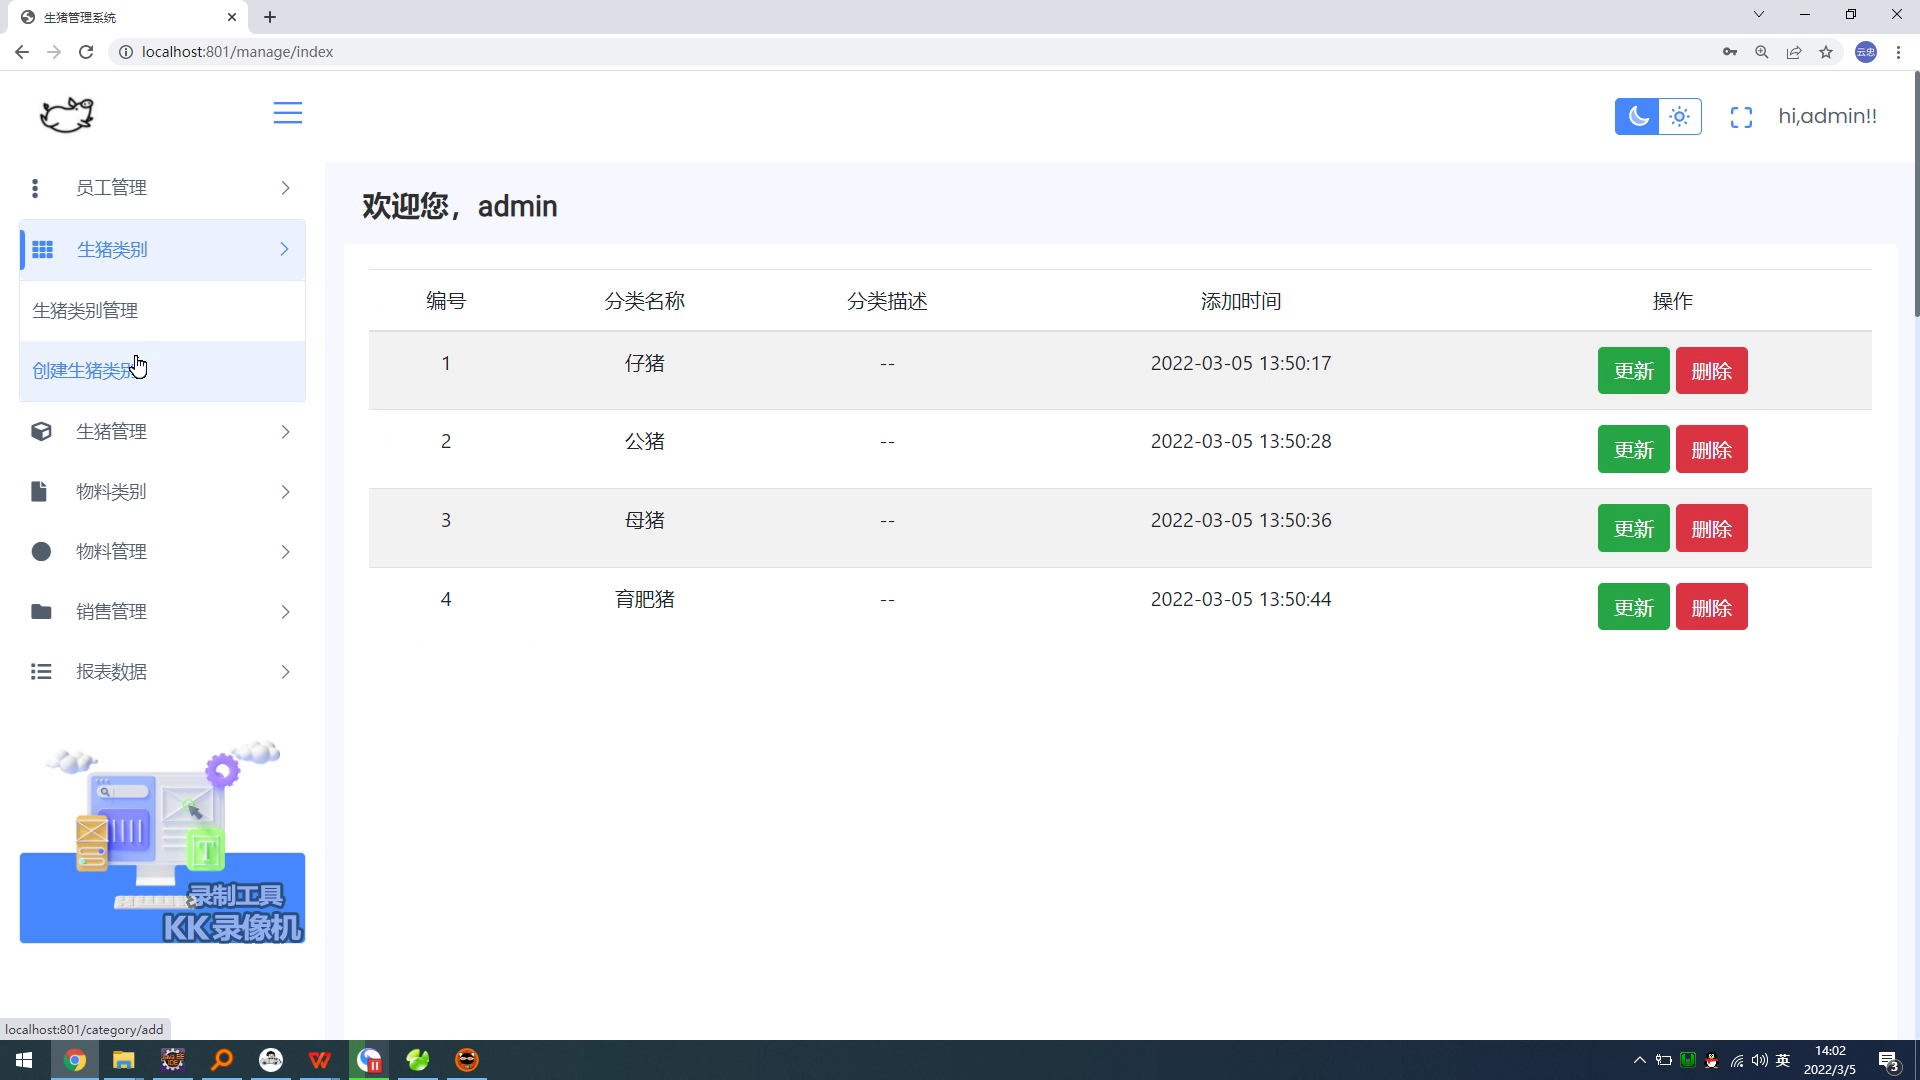 生猪管理系统
localhost:801/manage/index
云忠
hi,admin!!
员工管理
生猪类别
生猪类别管理
创建生猪类别
生猪管理
物料类别
物料管理
销售管理
报表数据
欢迎您，admin
编号 分类名称 分类描述 添加时间 操作
1 仔猪 -- 2022-03-05 13:50:17 更新 删除
2 公猪 -- 2022-03-05 13:50:28 更新 删除
3 母猪 -- 2022-03-05 13:50:36 更新 删除
4 育肥猪 -- 2022-03-05 13:50:44 更新 删除
T
录制工具
KK录像机
localhost:801/category/add
英
14:02
2022/3/5
3